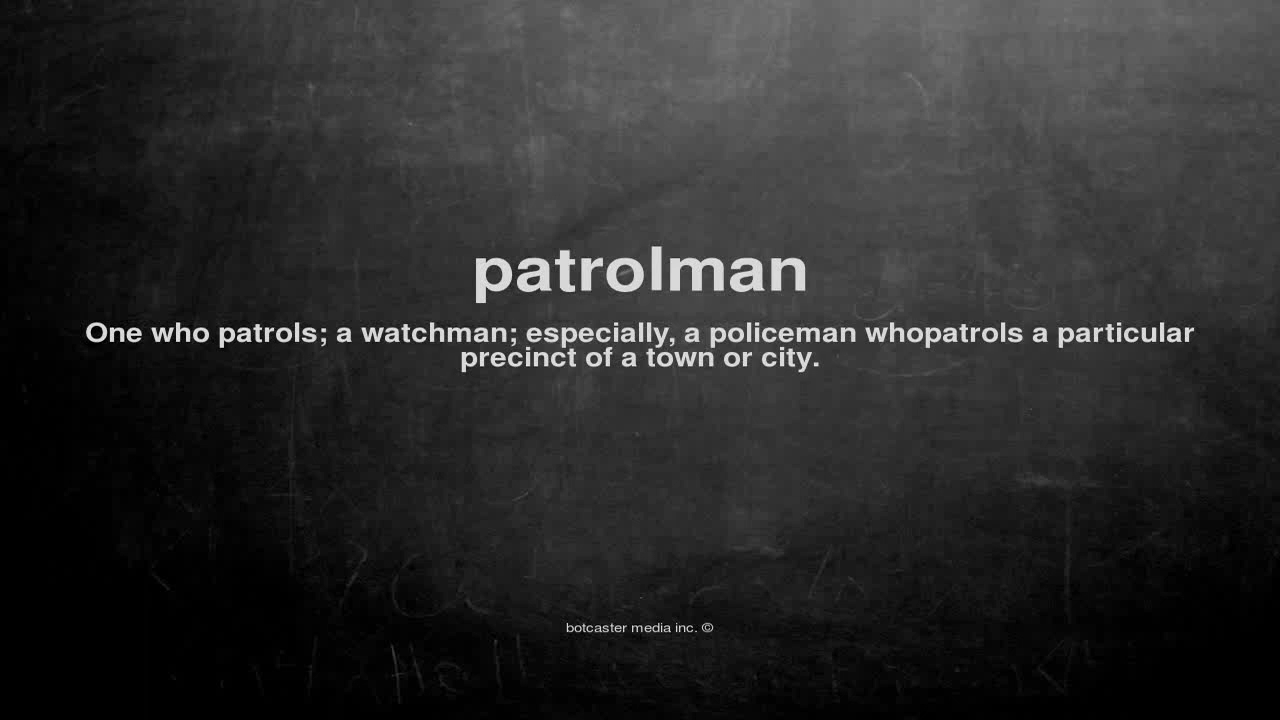 patrolman
One who patrols; a watchman; especially, a policeman whopatrols a particular
precinct of a town or city.
botcaster media inc. ©